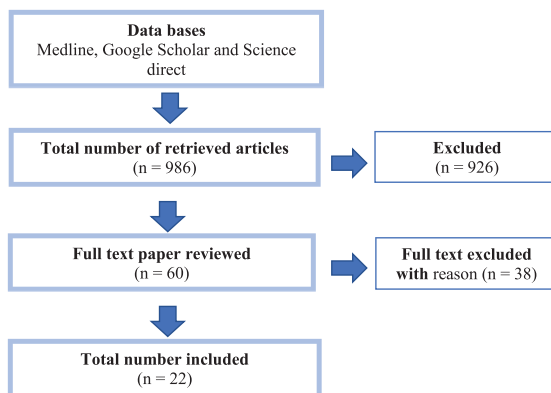 Data bases
Medline, Google Scholar and Science
direct
Total number of retrieved articles
(n = 986)
Excluded
(n = 926)
Full text paper reviewed
(n = 60)
Full text excluded
with reason (n = 38)
Total number included
(n = 22)